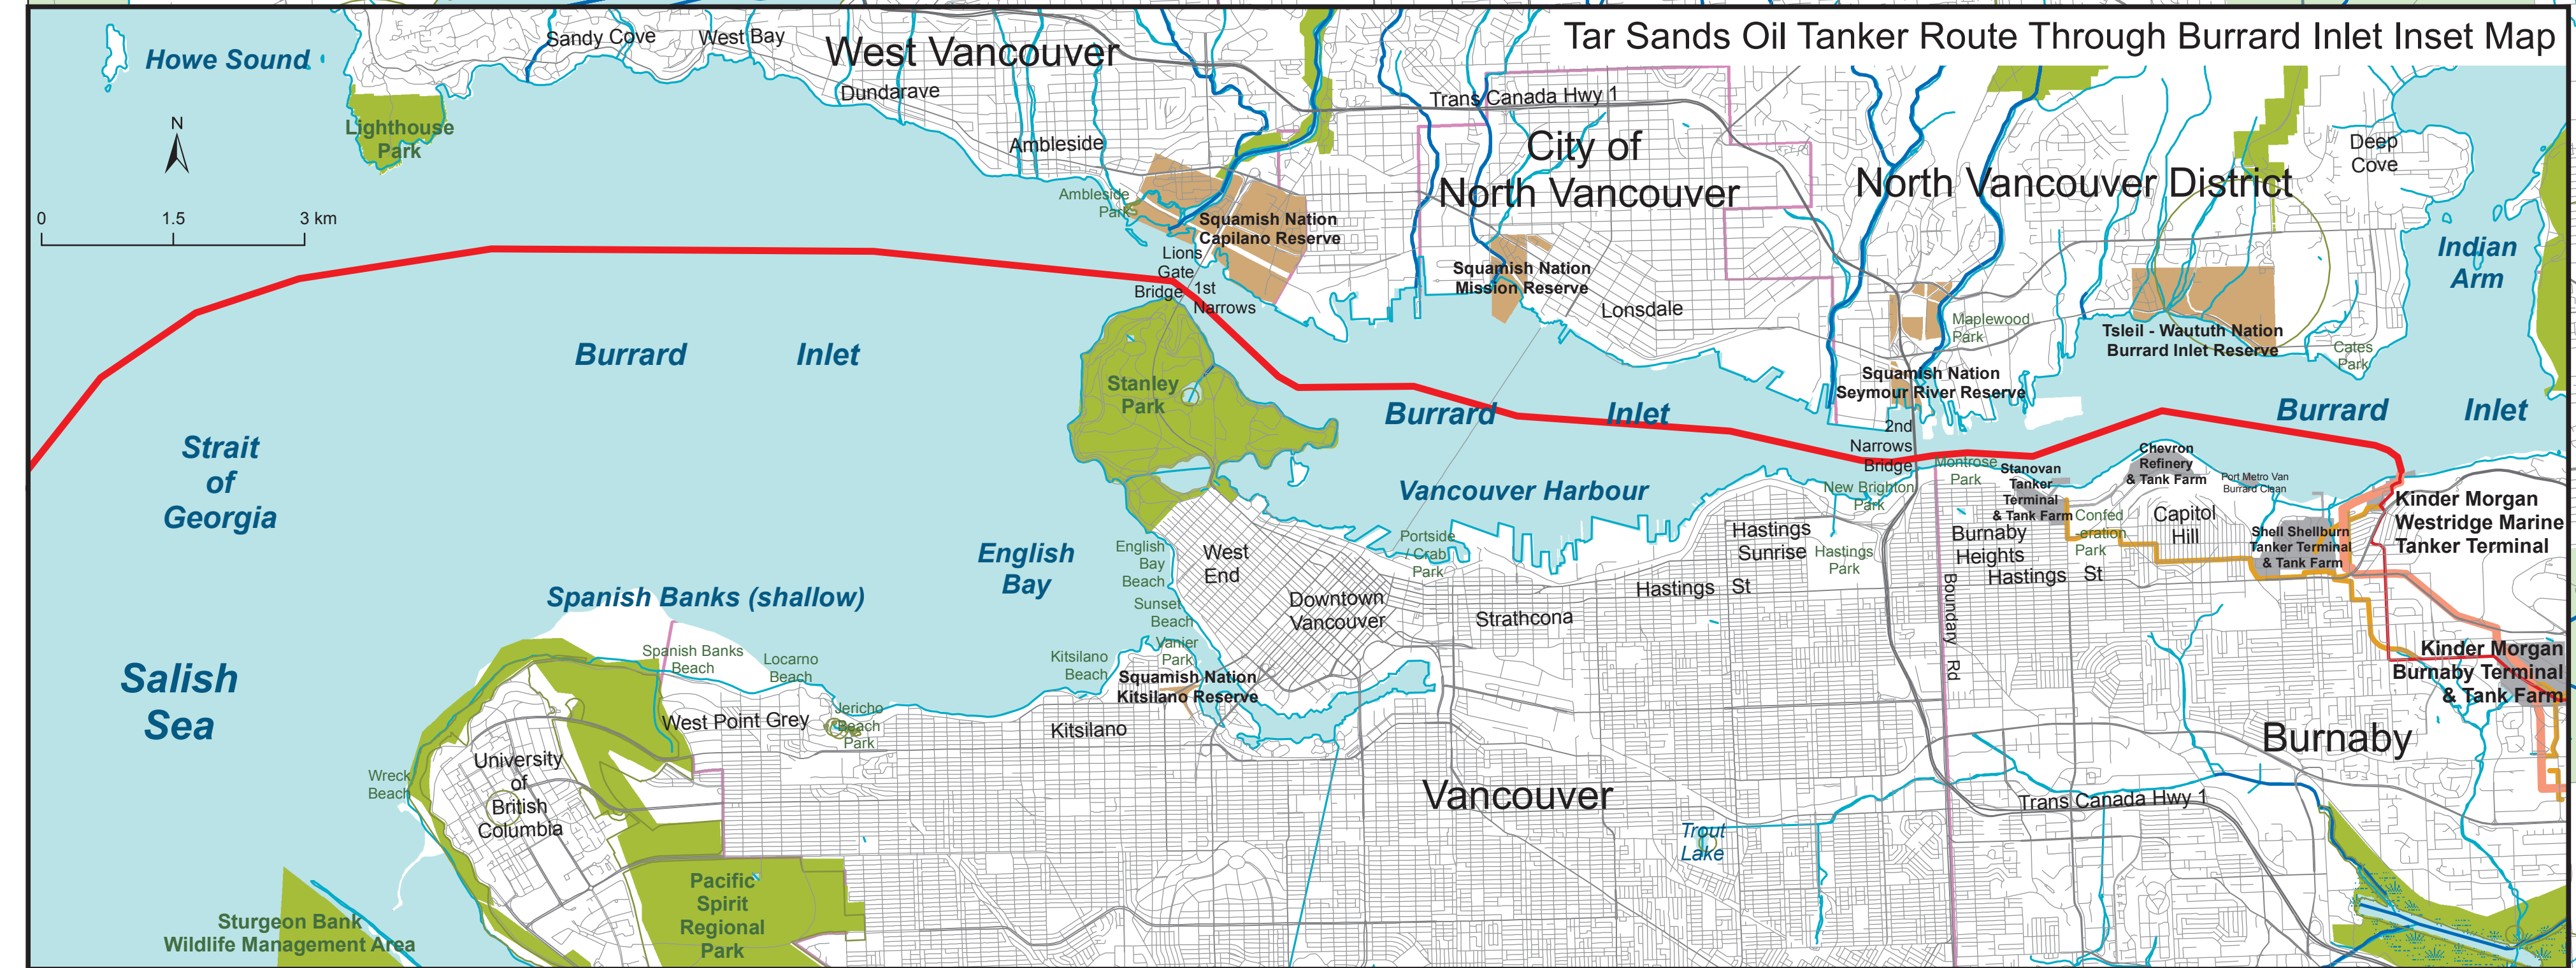 Tar Sands Oil Tanker Route Through Burrard Inlet Inset Map
Howe Sound
Sandy Cove
West Bay
West Vancouver
Dundarave
Lighthouse
Park
N
0 1.5 3 km
Ambleside
Ambleside
Park
Trans Canada Hwy 1
City of
North Vancouver
North Vancouver District
Deep
Cove
Indian
Arm
Squamish Nation
Capilano Reserve
Lions
Gate
Bridge
1st
Narrows
Squamish Nation
Mission Reserve
Lonsdale
Maplewood
Park
Tsleil - Waututh Nation
Burrard Inlet Reserve
Cates
Park
Squamish Nation
Seymour River Reserve
Burrard Inlet
Stanley
Park
Burrard Inlet
Burrard Inlet
2nd
Narrows
Bridge
Strait
of
Georgia
Vancouver Harbour
New Brighton
Park
Montrose
Park
Stanovan
Tanker
Terminal
& Tank Farm
Chevron
Refinery
& Tank Farm
Port Metro Van
Burrard Clean
Kinder Morgan
Westridge Marine
Tanker Terminal
Confed
-eration
Park
Capitol
Hill
Shell Shellburn
Tanker Terminal
& Tank Farm
English
Bay
English
Bay
Beach
West
End
Portside
/ Crab
Park
Hastings
Sunrise
Hastings
Park
Burnaby
Heights
Hastings St
Hastings St
Spanish Banks (shallow)
Sunset
Beach
Downtown
Vancouver
Strathcona
Boundary Rd
Spanish Banks
Beach
Locarno
Beach
Kitsilano
Beach
Vanier
Park
Squamish Nation
Kitsilano Reserve
Kinder Morgan
Burnaby Terminal
& Tank Farm
Salish
Sea
West Point Grey
Jericho
Beach
Park
Kitsilano
Burnaby
University
of
British
Columbia
Wreck
Beach
Vancouver
Trans Canada Hwy 1
Trout
Lake
Pacific
Spirit
Regional
Park
Sturgeon Bank
Wildlife Management Area